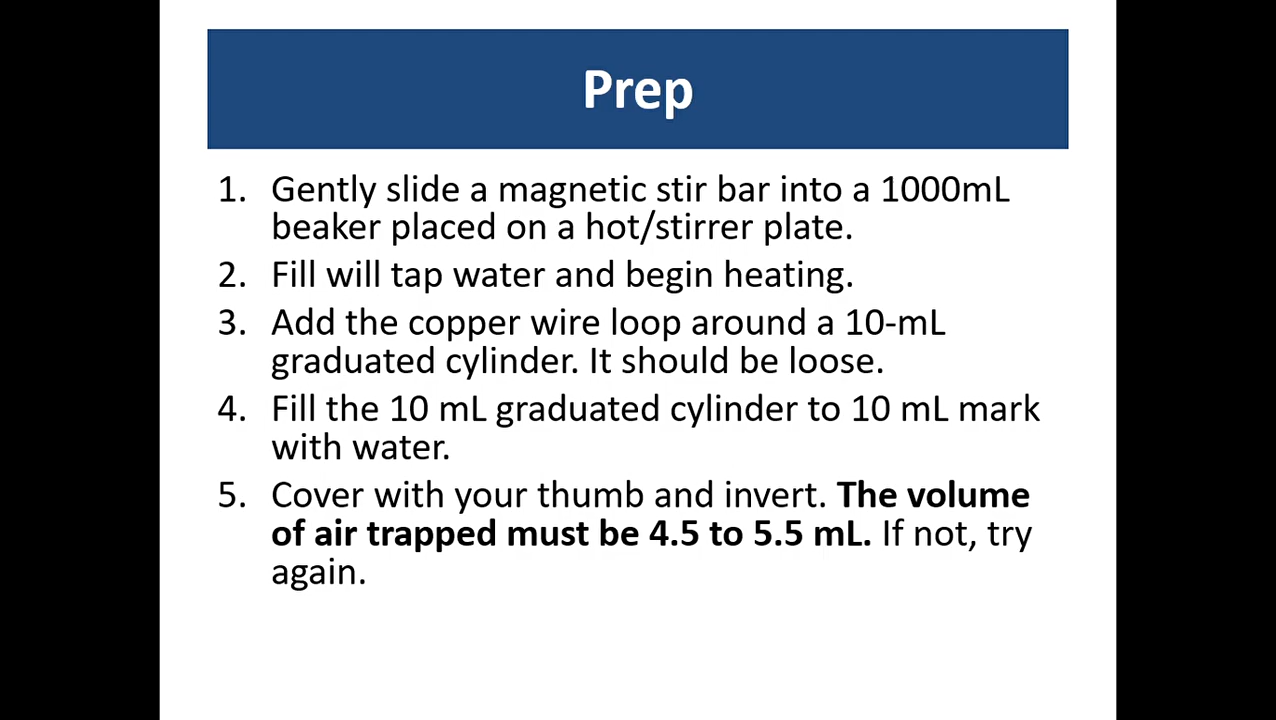 Prep
1. Gently slide a magnetic stir bar into a 1000mL
beaker placed on a hot/stirrer plate.
2. Fill will tap water and begin heating.
3. Add the copper wire loop around a 10-mL
graduated cylinder. It should be loose.
4. Fill the 10 mL graduated cylinder to 10 mL mark
with water.
5. Cover with your thumb and invert. The volume
of air trapped must be 4.5 to 5.5 mL. If not, try
again.